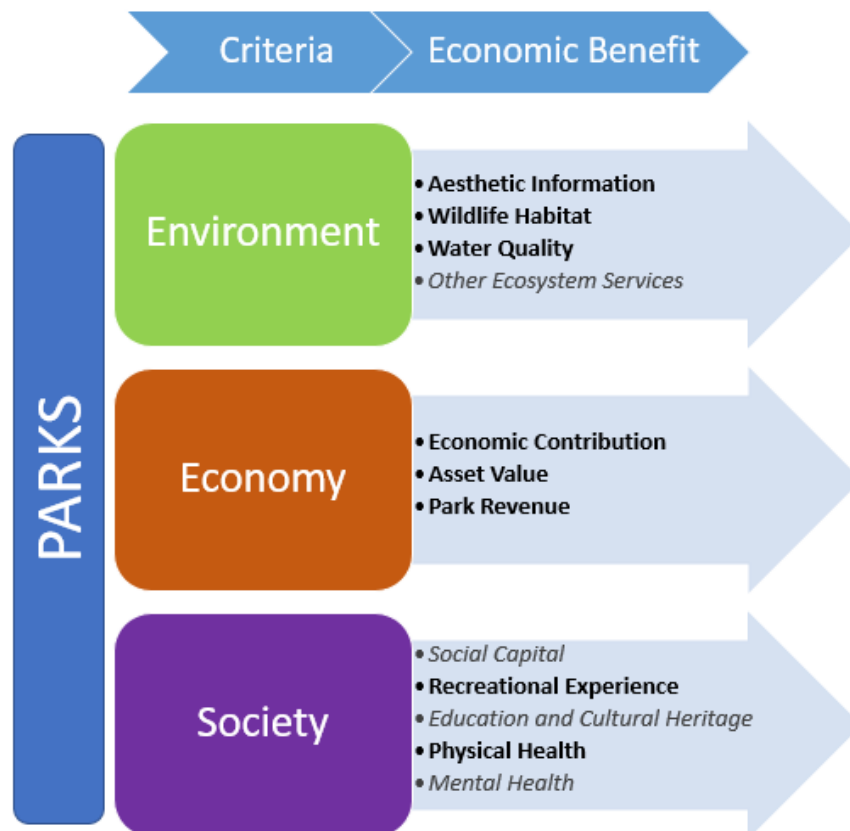 Criteria
Economic Benefit
PARKS
Environment
• Aesthetic Information
• Wildlife Habitat
• Water Quality
• Other Ecosystem Services
Economy
• Economic Contribution
• Asset Value
• Park Revenue
Society
• Social Capital
• Recreational Experience
• Education and Cultural Heritage
• Physical Health
• Mental Health